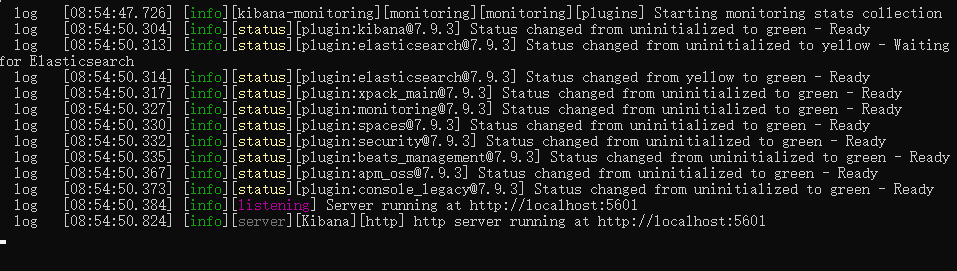 log   [08:54:47.726] [info][kibana-monitoring][monitoring][monitoring][plugins] Starting monitoring stats collection
log   [08:54:50.304] [info][status][plugin:kibana@7.9.3] Status changed from uninitialized to green - Ready
log   [08:54:50.313] [info][status][plugin:elasticsearch@7.9.3] Status changed from uninitialized to yellow - Waiting
for Elasticsearch
log   [08:54:50.314] [info][status][plugin:elasticsearch@7.9.3] Status changed from yellow to green - Ready
log   [08:54:50.317] [info][status][plugin:xpack_main@7.9.3] Status changed from uninitialized to green - Ready
log   [08:54:50.327] [info][status][plugin:monitoring@7.9.3] Status changed from uninitialized to green - Ready
log   [08:54:50.330] [info][status][plugin:spaces@7.9.3] Status changed from uninitialized to green - Ready
log   [08:54:50.332] [info][status][plugin:security@7.9.3] Status changed from uninitialized to green - Ready
log   [08:54:50.335] [info][status][plugin:beats_management@7.9.3] Status changed from uninitialized to green - Ready
log   [08:54:50.367] [info][status][plugin:apm_oss@7.9.3] Status changed from uninitialized to green - Ready
log   [08:54:50.373] [info][status][plugin:console_legacy@7.9.3] Status changed from uninitialized to green - Ready
log   [08:54:50.384] [info][listening] Server running at http://localhost:5601
log   [08:54:50.824] [info][server][Kibana][http] http server running at http://localhost:5601